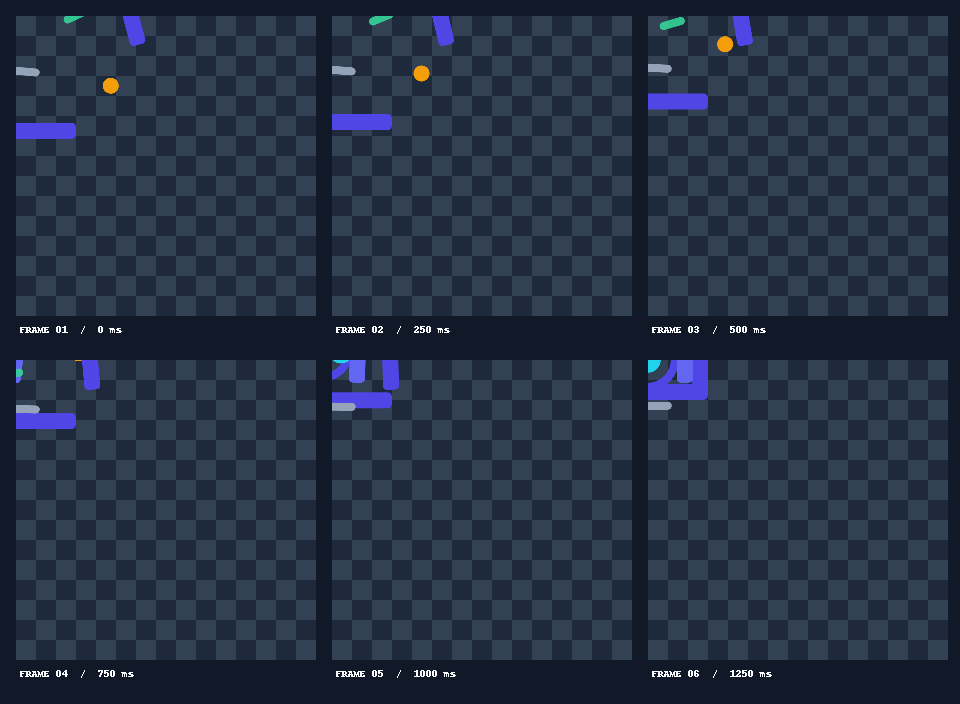 FRAME 01 / 0 ms
FRAME 02 / 250 ms
FRAME 03 / 500 ms
FRAME 04 / 750 ms
FRAME 05 / 1000 ms
FRAME 06 / 1250 ms